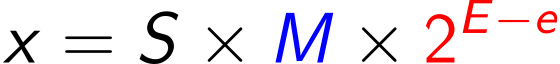 x = S × M × 2^{E−e}